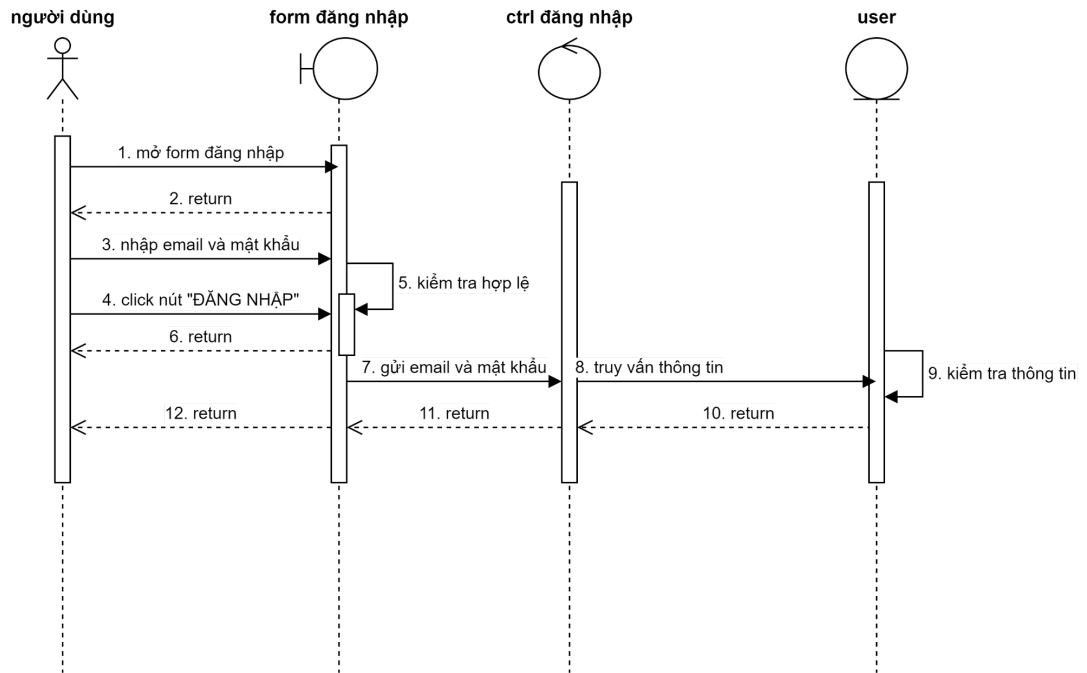 người dùng
form đăng nhập
ctrl đăng nhập
user
1. mở form đăng nhập
2. return
3. nhập email và mật khẩu
5. kiểm tra hợp lệ
4. click nút "ĐĂNG NHẬP"
6. return
7. gửi email và mật khẩu
8. truy vấn thông tin
9. kiểm tra thông tin
12. return
11. return
10. return